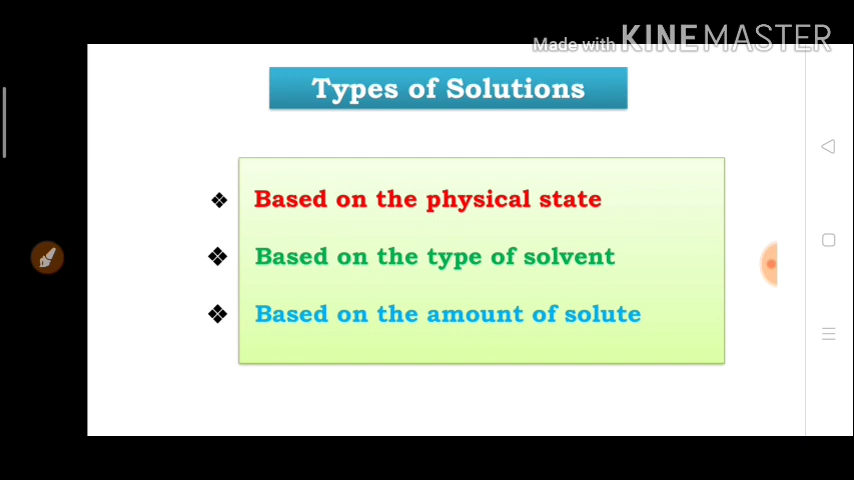 Made with KINEMASTER
Types of Solutions
Based on the physical state
Based on the type of solvent
Based on the amount of solute